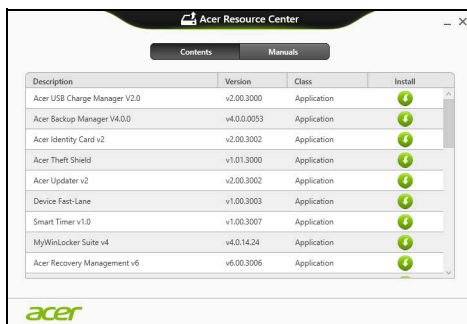 Acer Resource Center
Contents Manuals
Description Version Class Install
Acer USB Charge Manager V2.0 v2.00.3000 Application
Acer Backup Manager V4.0.0 v4.0.0.0053 Application
Acer Identity Card v2 v2.00.3002 Application
Acer Theft Shield v1.01.3000 Application
Acer Updater v2 v2.00.3002 Application
Device Fast-Lane v1.00.3003 Application
Smart Timer v1.0 v1.00.3007 Application
MyWinLocker Suite v4 v4.0.14.24 Application
Acer Recovery Management v6 v6.00.3006 Application
acer